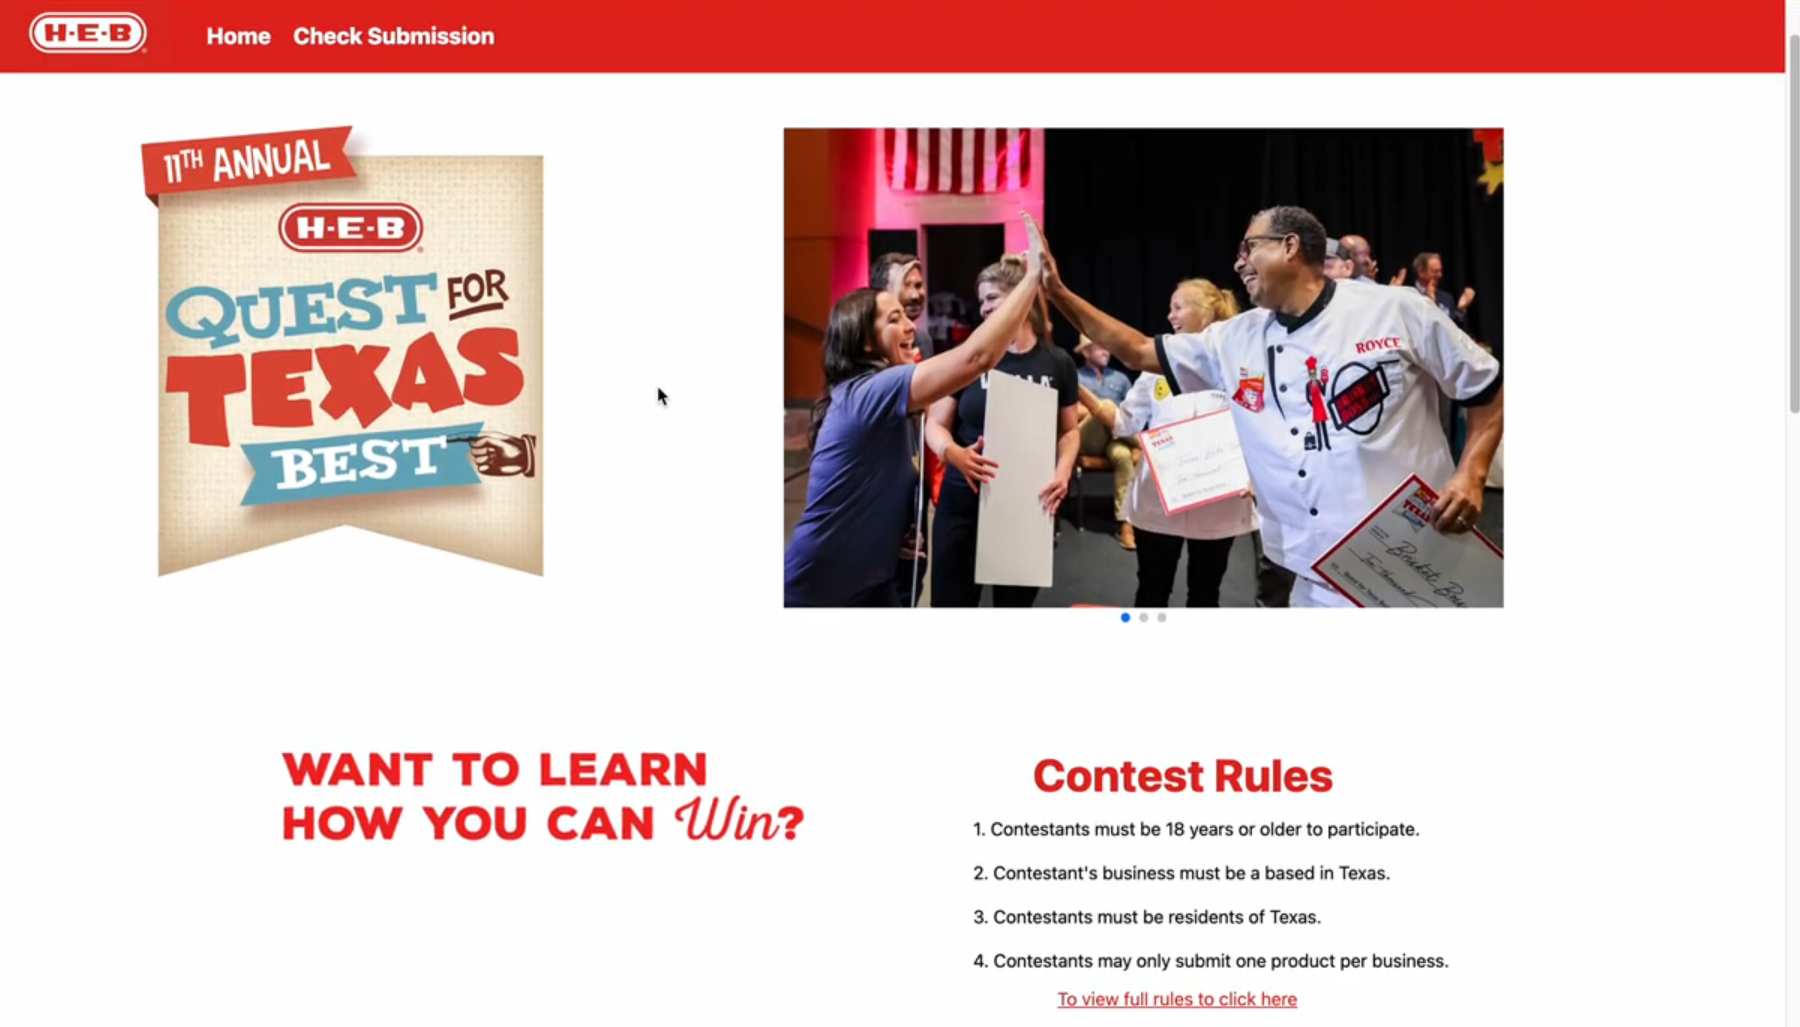 H-E-B
Home Check Submission
11TH ANNUAL
H-E-B
QUEST FOR
TEXAS
BEST
ROYCE
WANT TO LEARN
HOW YOU CAN Win?
Contest Rules
1. Contestants must be 18 years or older to participate.
2. Contestant's business must be a based in Texas.
3. Contestants must be residents of Texas.
4. Contestants may only submit one product per business.
To view full rules to click here